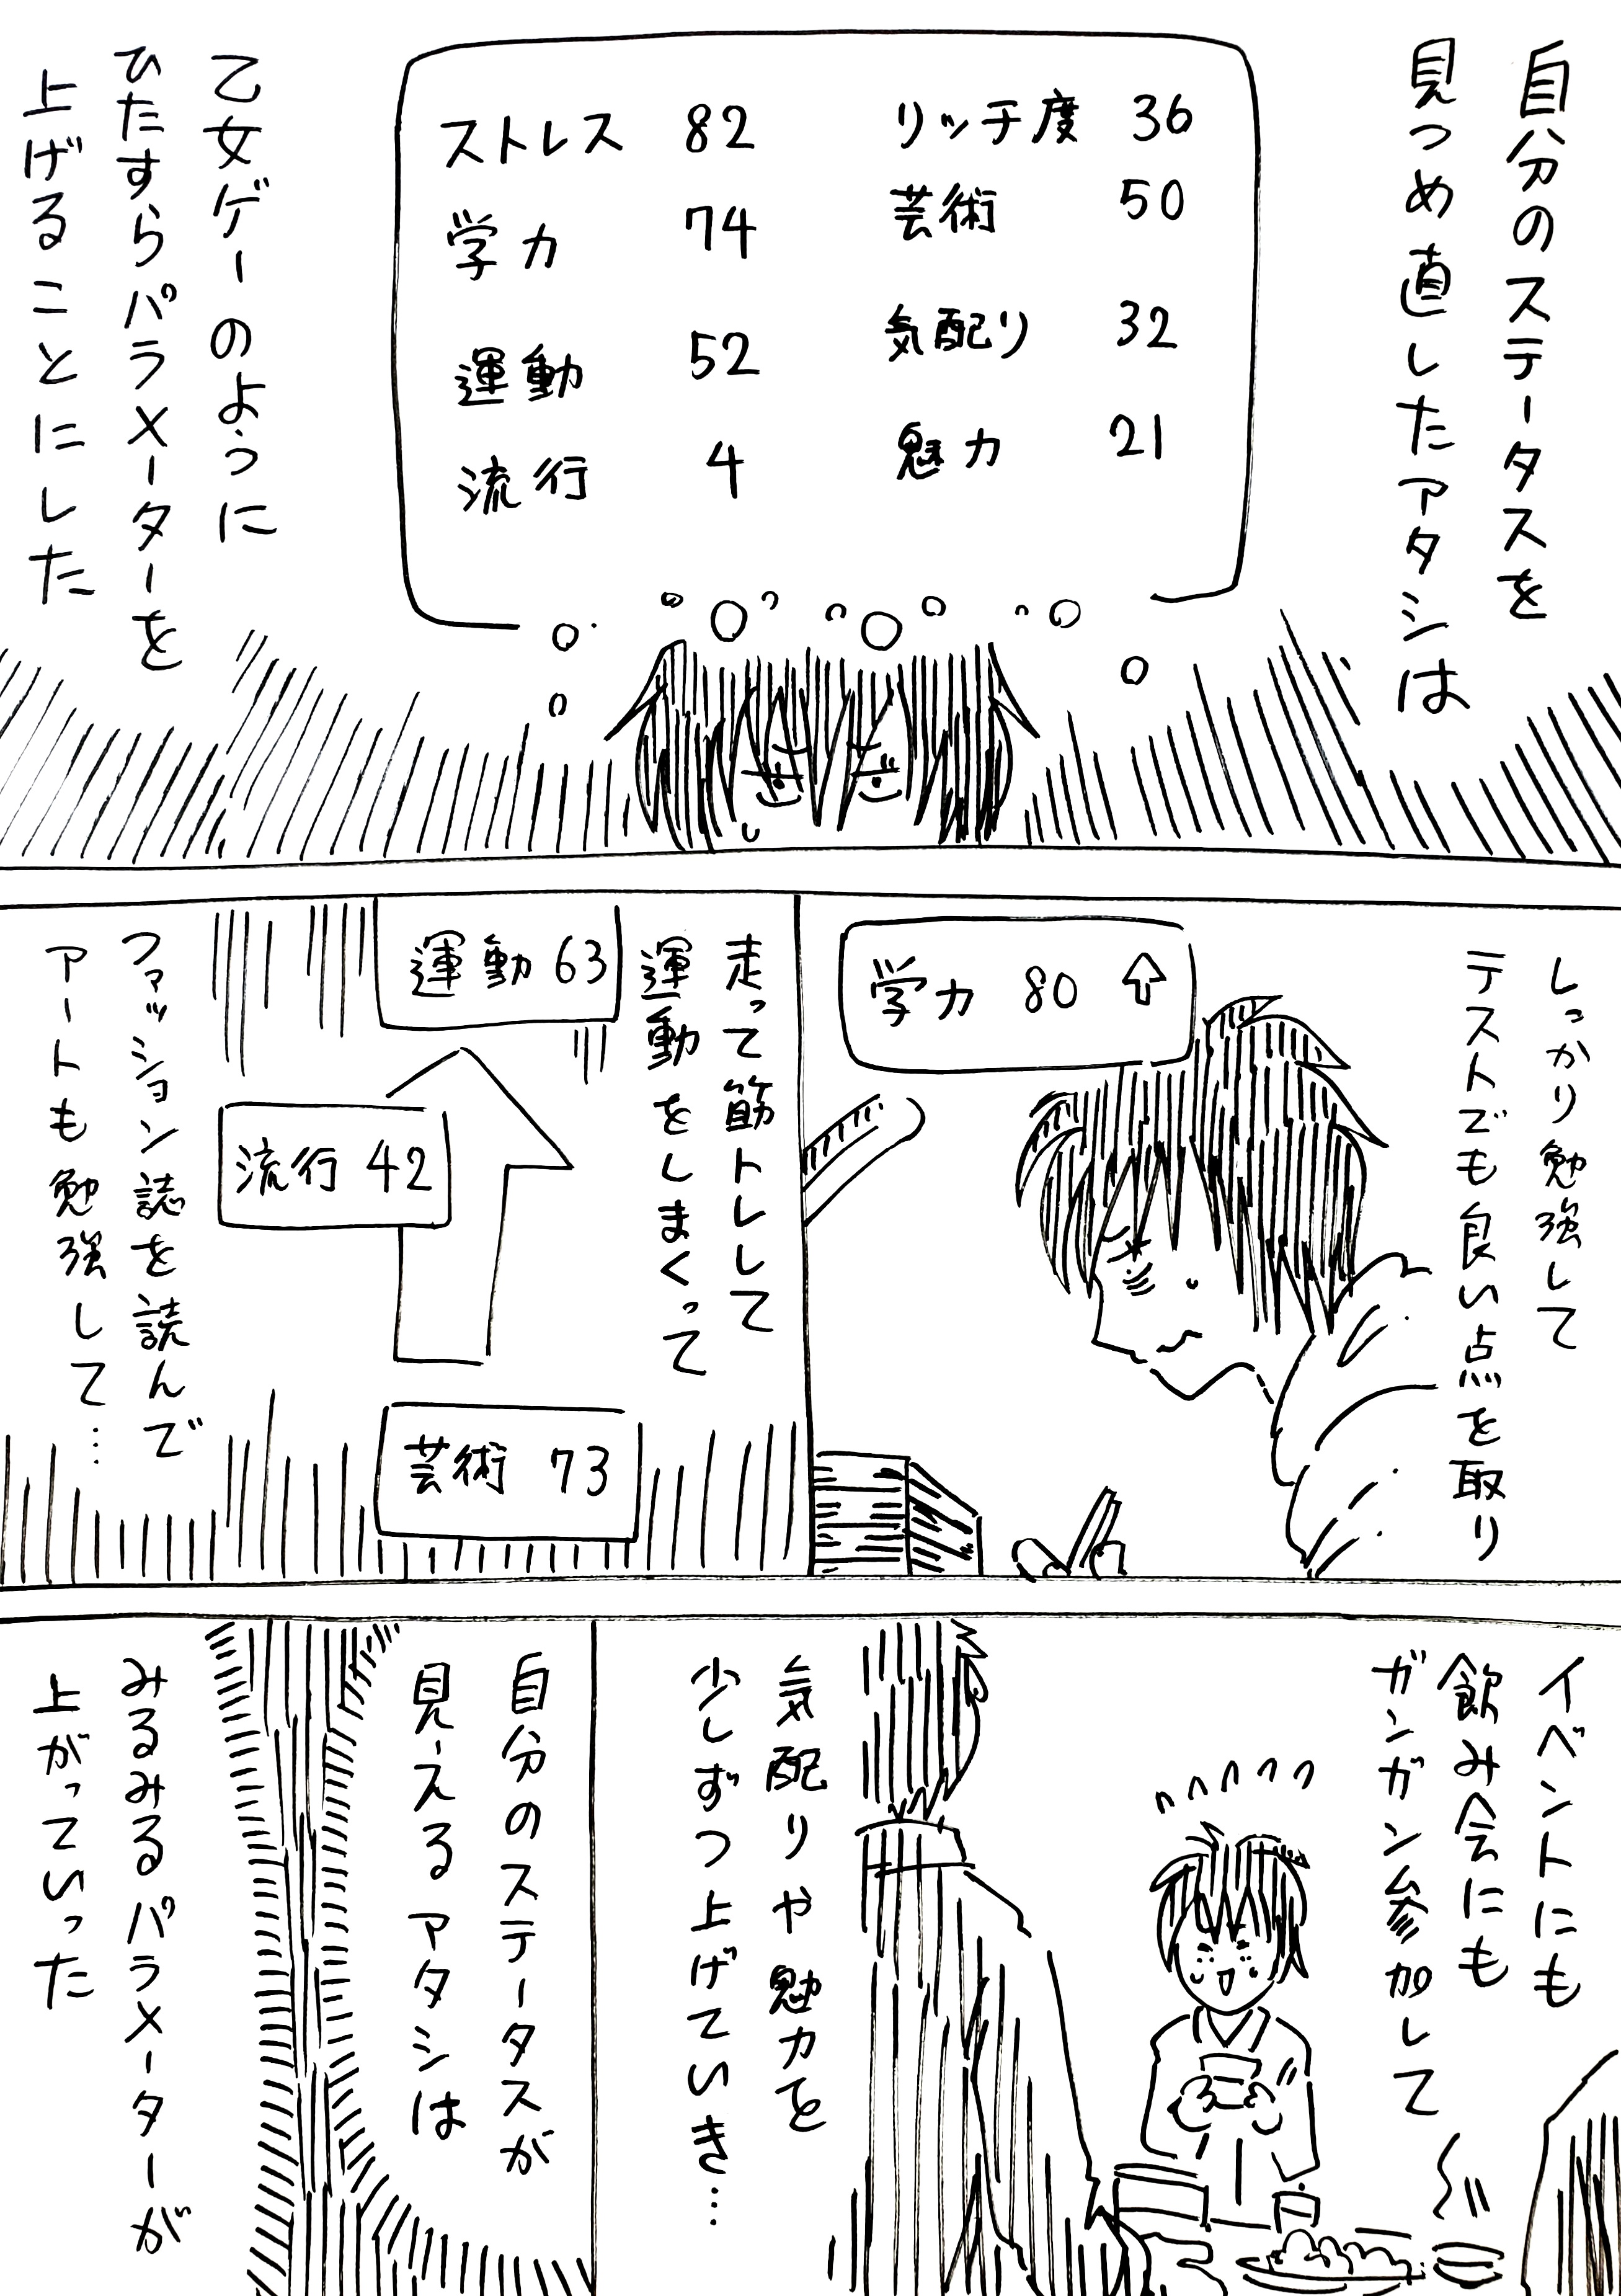 自分のステータスを
見つめ直したアタシは
リッチ度 36
芸術 50
気配り 32
魅力 21
ストレス 82
学力 74
運動 52
流行 4
乙女ゲーのように
ひたすらパラメーターを
上げることにした
しっかり勉強して
テストでも良い点を取り
学力 80
走って筋トレして
運動をしまくって
運動 63
流行 42
芸術 73
ファッション誌を読んで
アートも勉強して…
イベントにも
飲み会にも
ガンガン参加して
気配りや魅力を
少しずつ上げていき…
自分のステータスが
見えるアタシは
みるみるパラメーターが
上がっていった